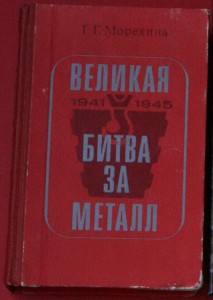 Г. Г. Морехина
ВЕЛИКАЯ
1941 1945
БИТВА
ЗА
МЕТАЛЛ